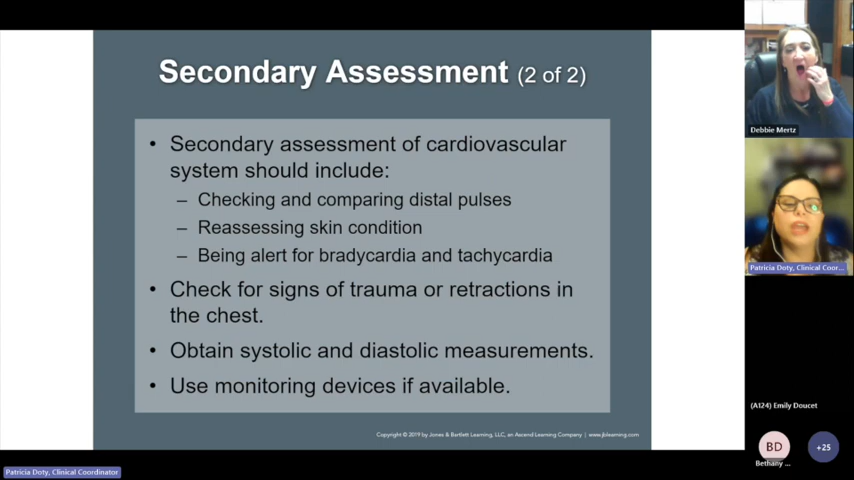 Secondary Assessment (2 of 2)
• Secondary assessment of cardiovascular
system should include:
– Checking and comparing distal pulses
– Reassessing skin condition
– Being alert for bradycardia and tachycardia
• Check for signs of trauma or retractions in
the chest.
• Obtain systolic and diastolic measurements.
• Use monitoring devices if available.
Copyright © 2019 by Jones & Bartlett Learning, LLC, an Ascend Learning Company | www.jblearning.com
Debbie Mertz
Patricia Doty, Clinical Coor...
(A124) Emily Doucet
BD
+25
Bethany ...
Patricia Doty, Clinical Coordinator